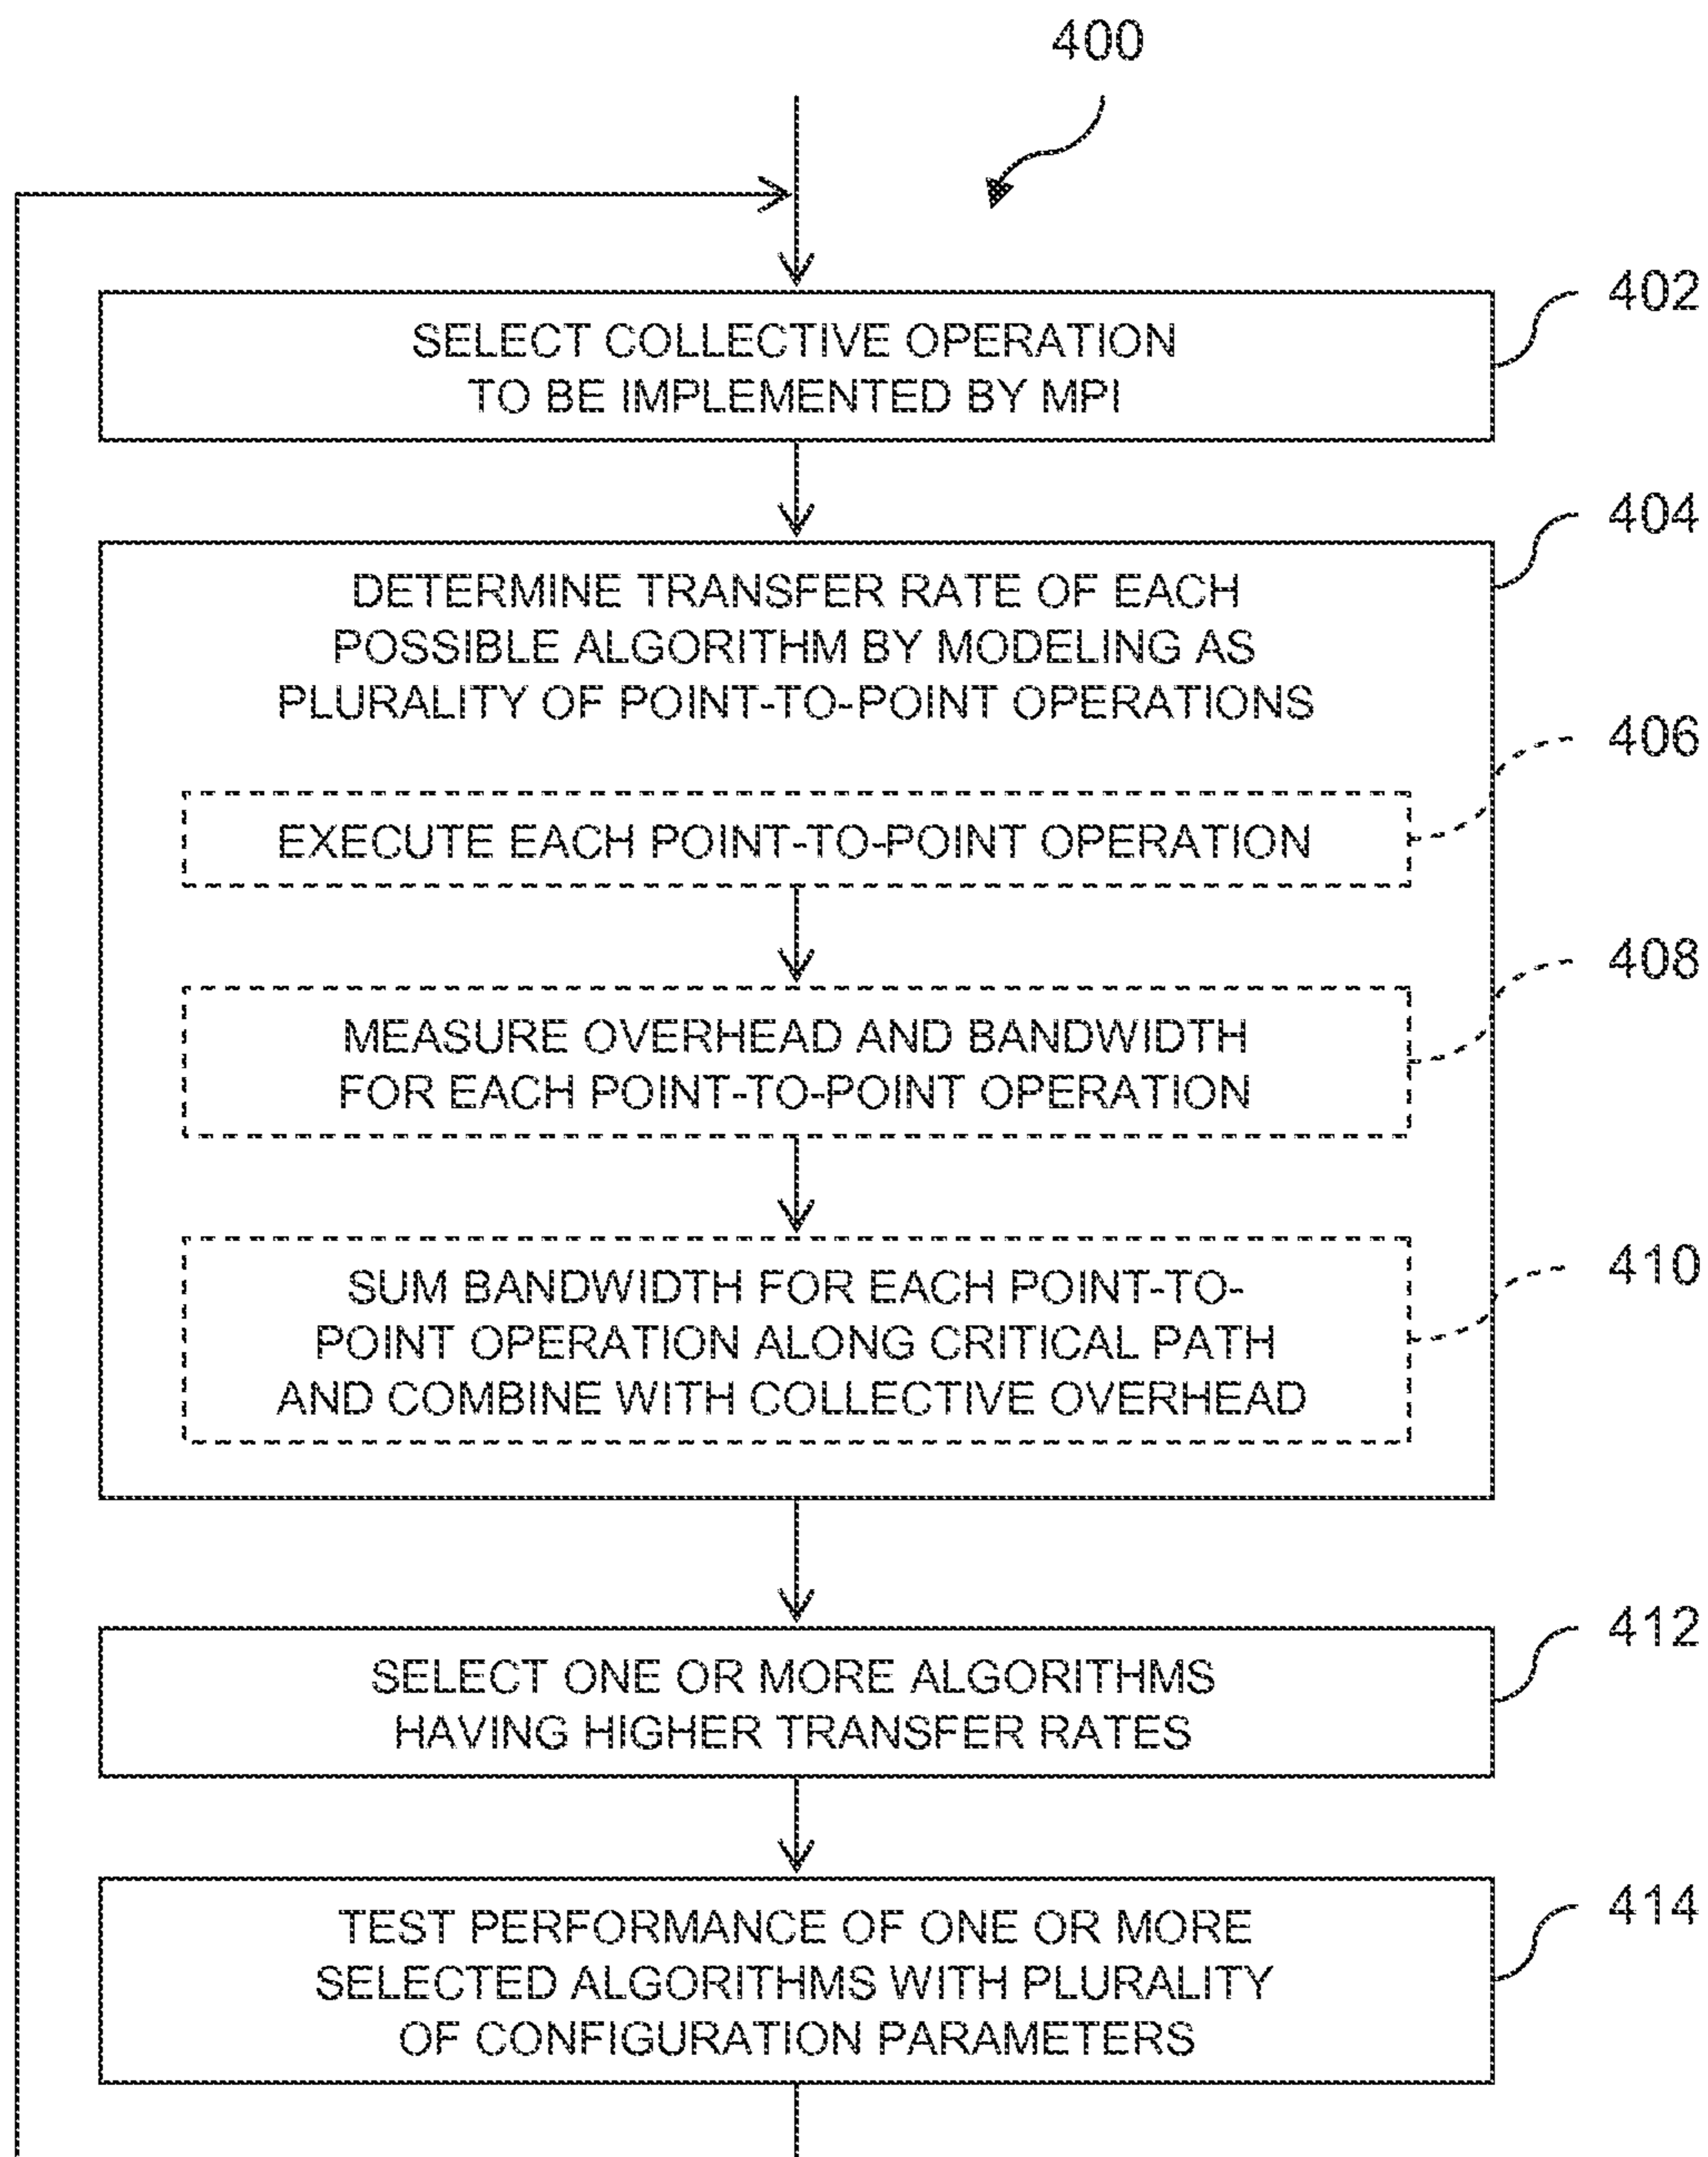 400
402
SELECT COLLECTIVE OPERATION
TO BE IMPLEMENTED BY MPI
404
DETERMINE TRANSFER RATE OF EACH
POSSIBLE ALGORITHM BY MODELING AS
PLURALITY OF POINT-TO-POINT OPERATIONS
406
EXECUTE EACH POINT-TO-POINT OPERATION
408
MEASURE OVERHEAD AND BANDWIDTH
FOR EACH POINT-TO-POINT OPERATION
410
SUM BANDWIDTH FOR EACH POINT-TO-
POINT OPERATION ALONG CRITICAL PATH
AND COMBINE WITH COLLECTIVE OVERHEAD
412
SELECT ONE OR MORE ALGORITHMS
HAVING HIGHER TRANSFER RATES
414
TEST PERFORMANCE OF ONE OR MORE
SELECTED ALGORITHMS WITH PLURALITY
OF CONFIGURATION PARAMETERS